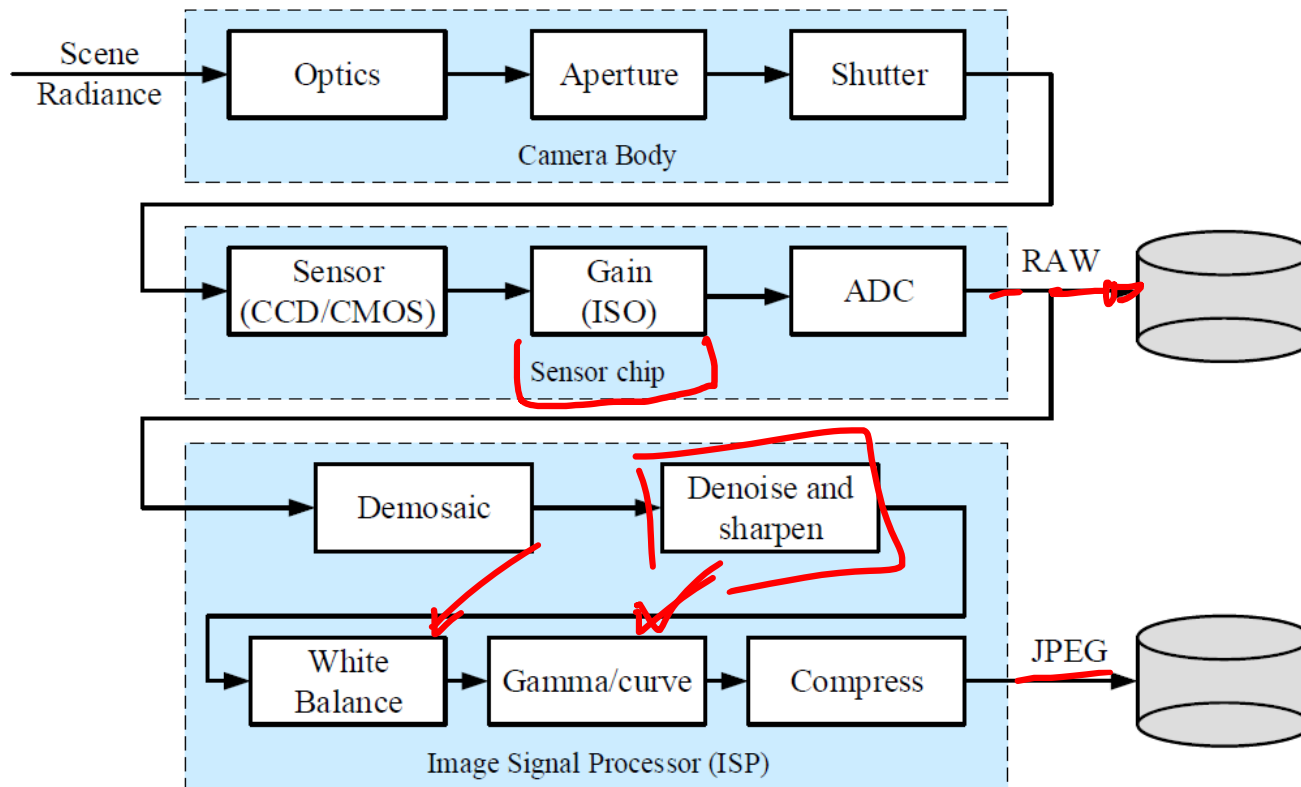 Scene
Radiance
Optics
Aperture
Shutter
Camera Body
Sensor
(CCD/CMOS)
Gain
(ISO)
ADC
RAW
Sensor chip
Demosaic
Denoise and
sharpen
White
Balance
Gamma/curve
Compress
JPEG
Image Signal Processor (ISP)